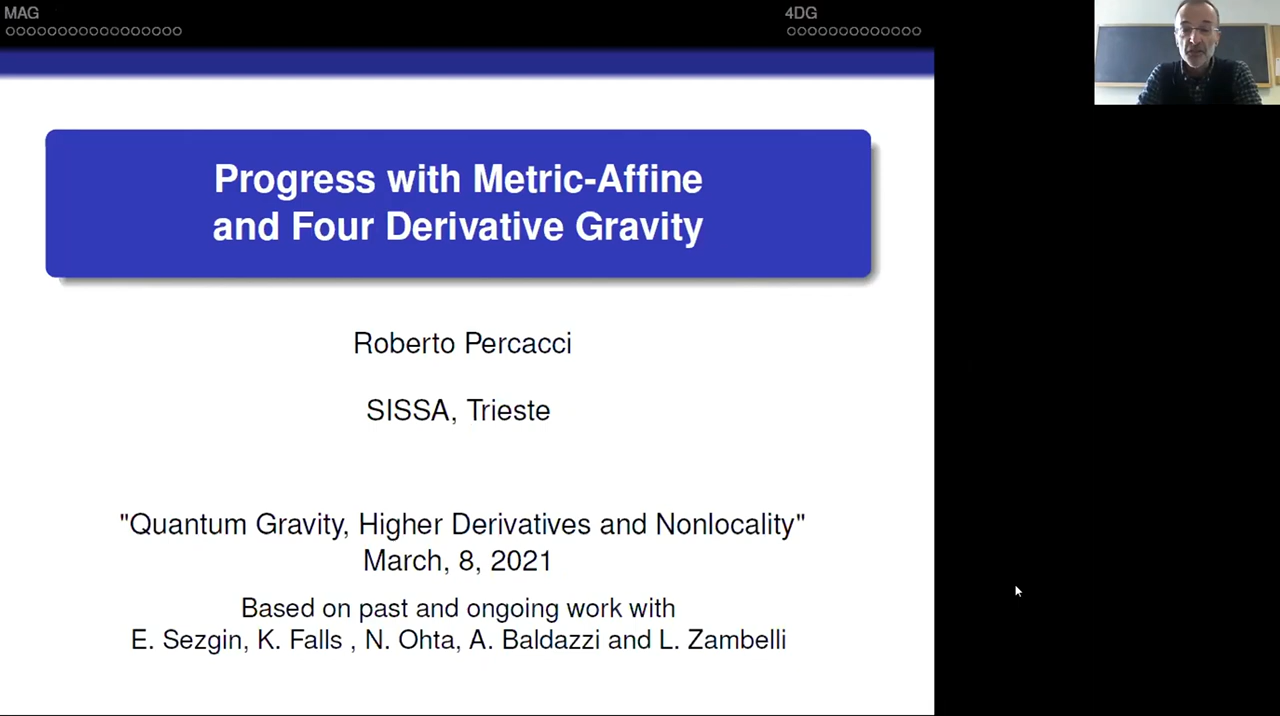 MAG
4DG
Progress with Metric-Affine
and Four Derivative Gravity
Roberto Percacci
SISSA, Trieste
"Quantum Gravity, Higher Derivatives and Nonlocality"
March, 8, 2021
Based on past and ongoing work with
E. Sezgin, K. Falls , N. Ohta, A. Baldazzi and L. Zambelli